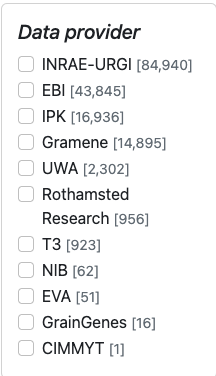 Data provider
INRAE-URGI [84,940]
EBI [43,845]
IPK [16,936]
Gramene [14,895]
UWA [2,302]
Rothamsted
Research [956]
T3 [923]
NIB [62]
EVA [51]
GrainGenes [16]
CIMMYT [1]